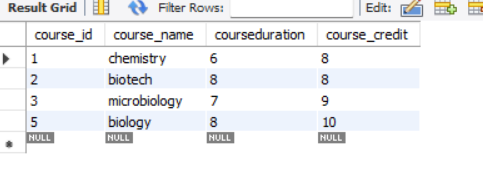 Result Grid Filter Rows: Edit:
course_id course_name courseduration course_credit
1 chemistry 6 8
2 biotech 8 8
3 microbiology 7 9
5 biology 8 10
NULL NULL NULL NULL